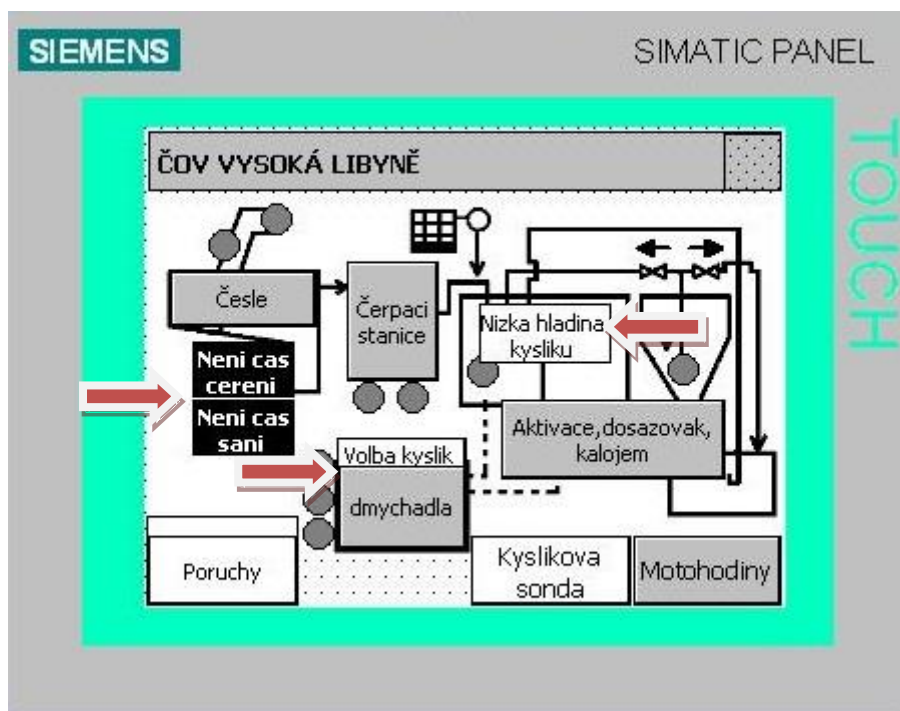 SIEMENS
SIMATIC PANEL
TOUCH
ČOV VYSOKÁ LIBYNĚ
Česle
Čerpaci
stanice
Nizka hladina
kysliku
Neni cas
cereni
Neni cas
sani
Aktivace,dosazovak,
kalojem
Volba kyslik
dmychadla
Poruchy
Kyslikova
sonda
Motohodiny